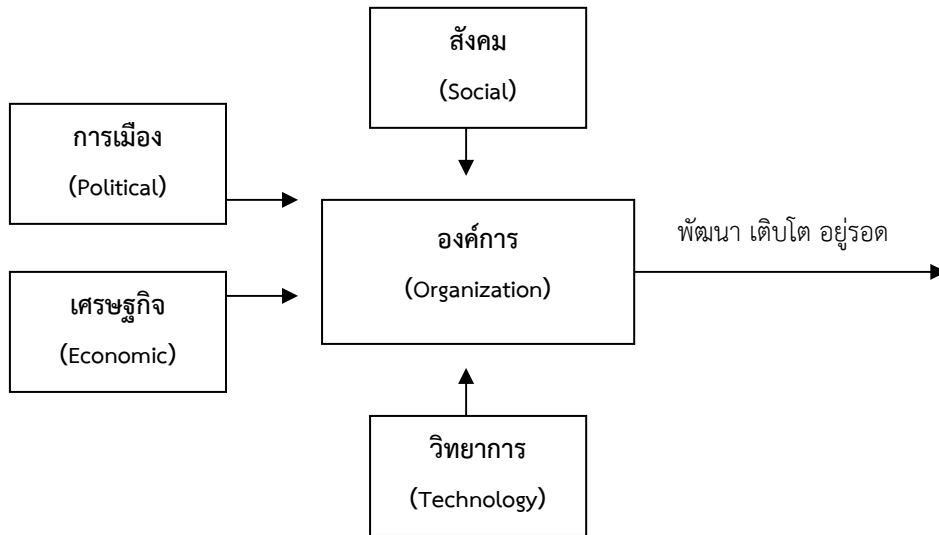 สังคม
(Social)
การเมือง
(Political)
องค์การ
(Organization)
พัฒนา เติบโต อยู่รอด
เศรษฐกิจ
(Economic)
วิทยาการ
(Technology)